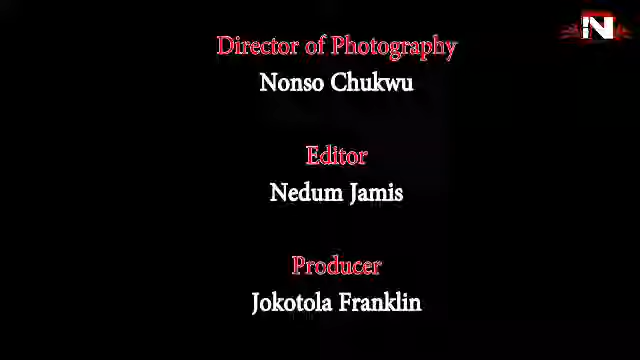 N
Director of Photography
Nonso Chukwu
Editor
Nedum Jamis
Producer
Jokotola Franklin